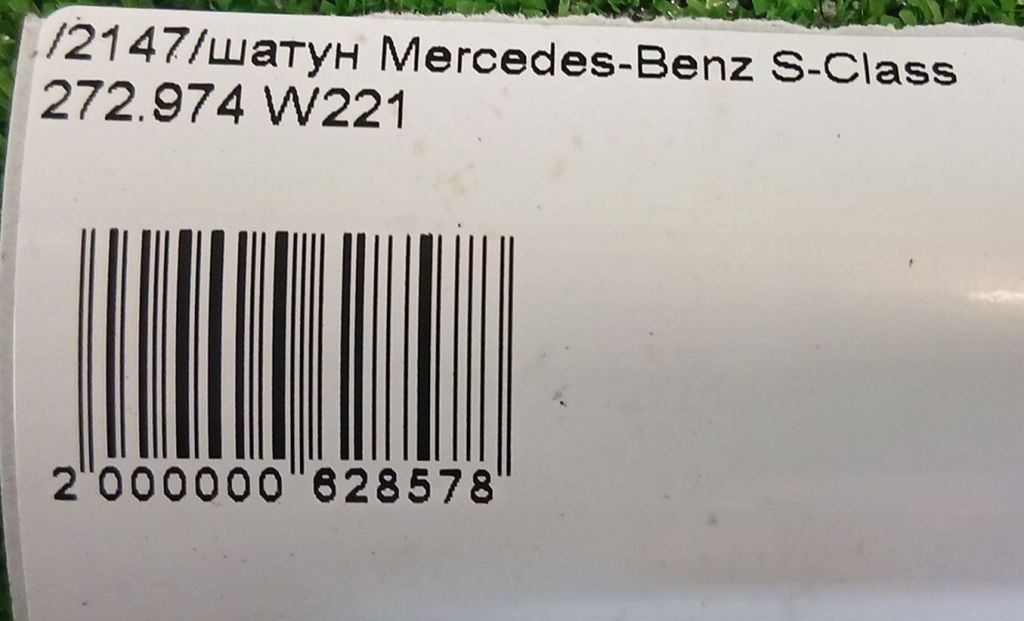 /2147/шатун Mercedes-Benz S-Class
272.974 W221
2 000000 628578